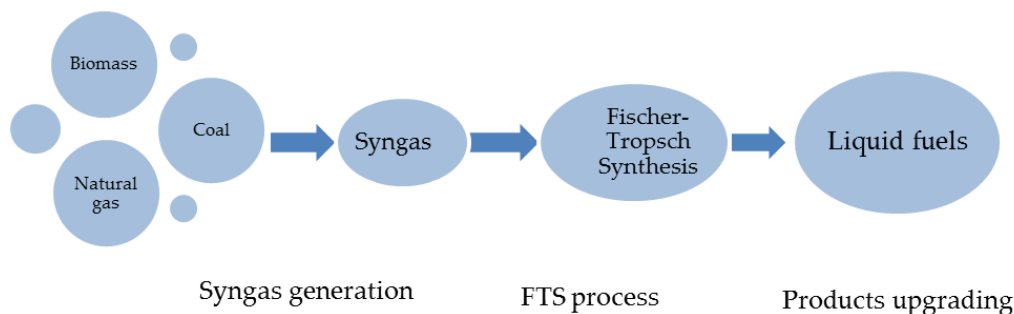 Biomass
Coal
Natural
gas
Syngas
Fischer-
Tropsch
Synthesis
Liquid fuels
Syngas generation
FTS process
Products upgrading